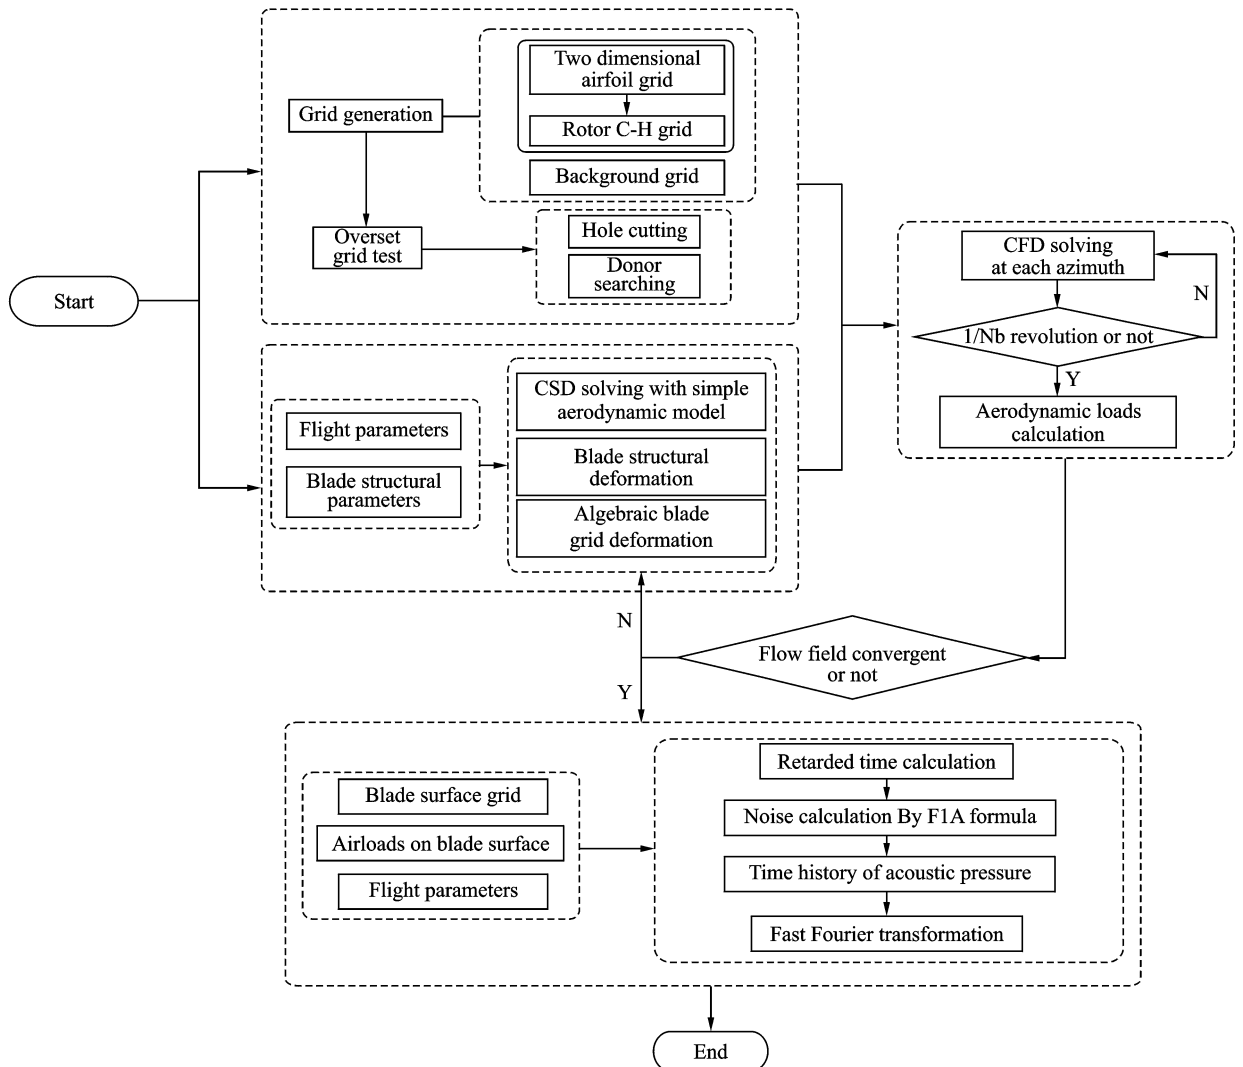 Start
Grid generation
Two dimensional
airfoil grid
Rotor C-H grid
Background grid
Overset
grid test
Hole cutting
Donor
searching
Flight parameters
Blade structural
parameters
CSD solving with simple
aerodynamic model
Blade structural
deformation
Algebraic blade
grid deformation
CFD solving
at each azimuth
N
1/Nb revolution or not
Y
Aerodynamic loads
calculation
Flow field convergent
or not
N
Y
Blade surface grid
Airloads on blade surface
Flight parameters
Retarded time calculation
Noise calculation By F1A formula
Time history of acoustic pressure
Fast Fourier transformation
End